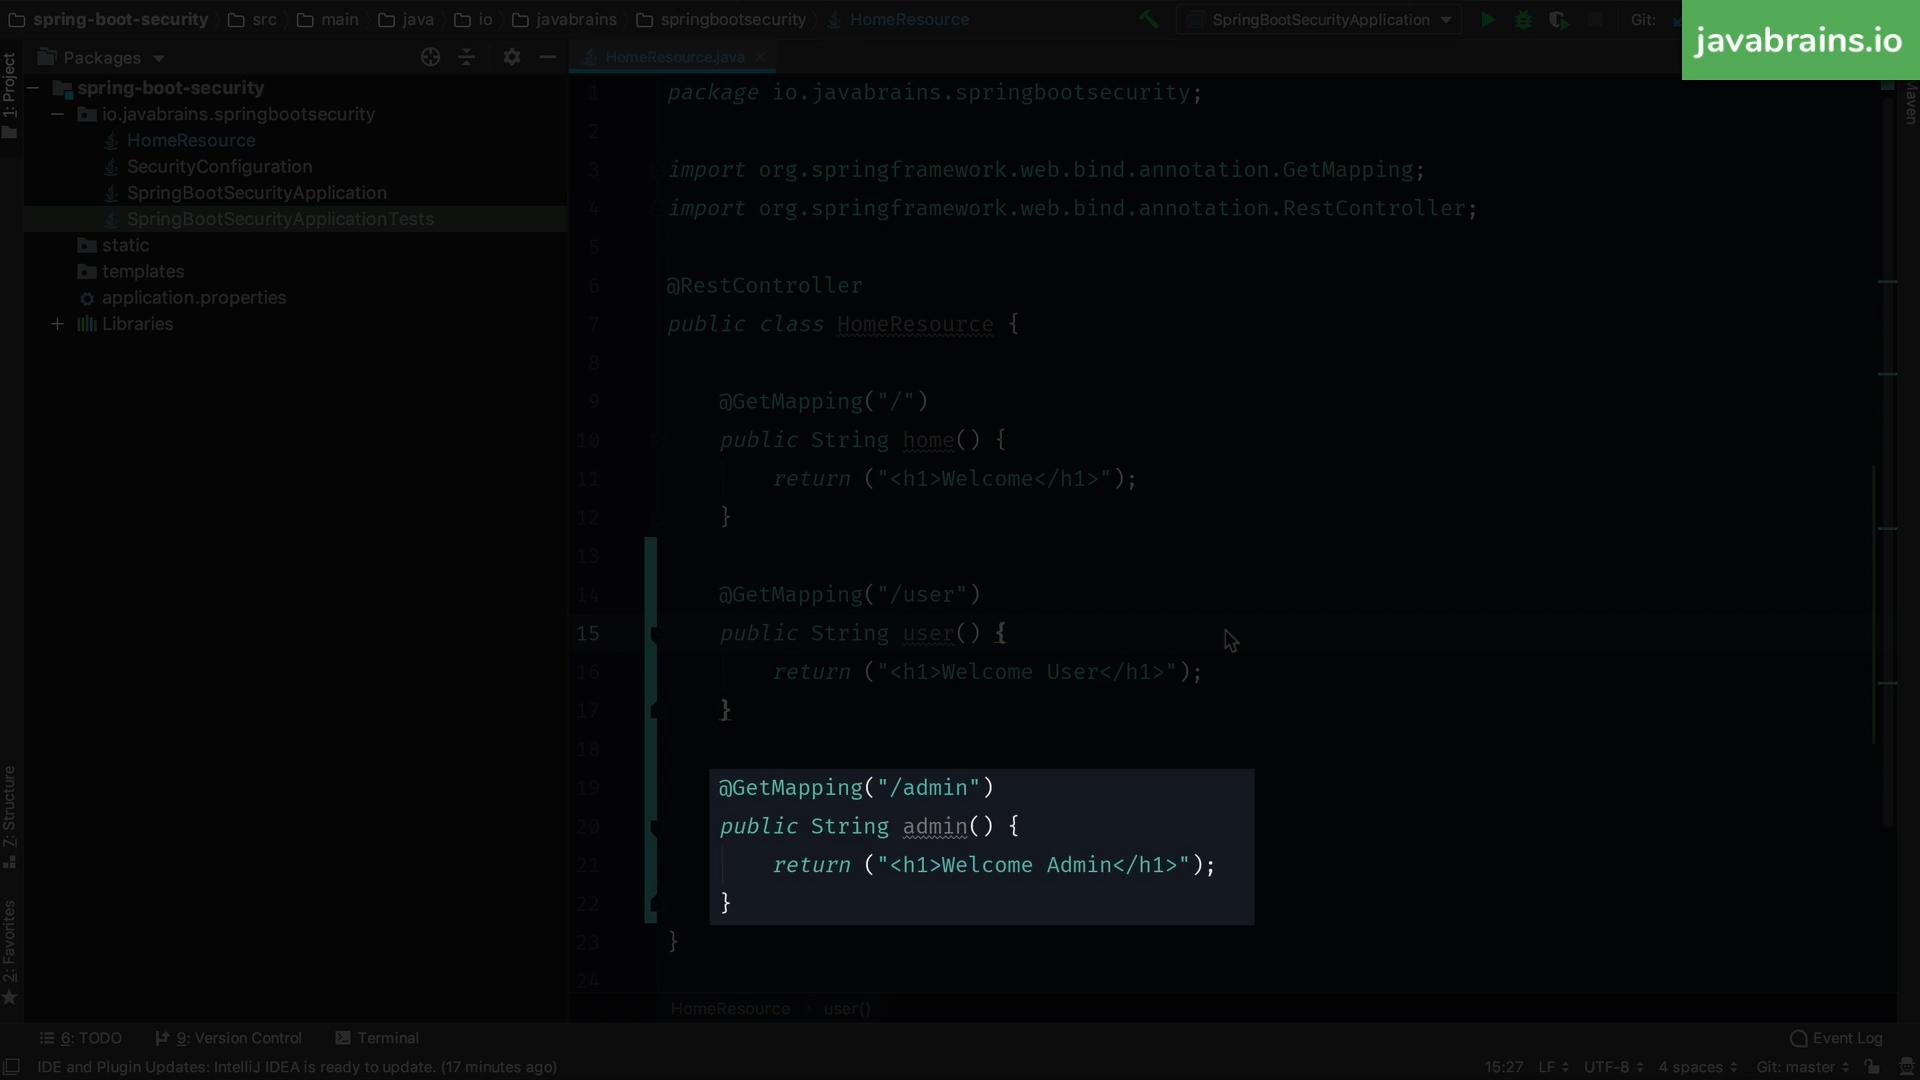 spring-boot-security src main java io javabrains springbootsecurity HomeResource SpringBootSecurityApplication Git:
javabrains.io
1: Project
Packages
HomeResource.java
Maven
spring-boot-security
io.javabrains.springbootsecurity
HomeResource
SecurityConfiguration
SpringBootSecurityApplication
SpringBootSecurityApplicationTests
static
templates
application.properties
Libraries
1 package io.javabrains.springbootsecurity;
2
3 import org.springframework.web.bind.annotation.GetMapping;
4 import org.springframework.web.bind.annotation.RestController;
5
6 @RestController
7 public class HomeResource {
8
9 @GetMapping("/")
10 public String home() {
11 return ("<h1>Welcome</h1>");
12 }
13
14 @GetMapping("/user")
15 public String user() {
16 return ("<h1>Welcome User</h1>");
17 }
18
19 @GetMapping("/admin")
20 public String admin() {
21 return ("<h1>Welcome Admin</h1>");
22 }
23 }
24
HomeResource user()
Z: Structure
2: Favorites
6: TODO 9: Version Control Terminal Event Log
IDE and Plugin Updates: IntelliJ IDEA is ready to update. (17 minutes ago) 15:27 LF UTF-8 4 spaces Git: master